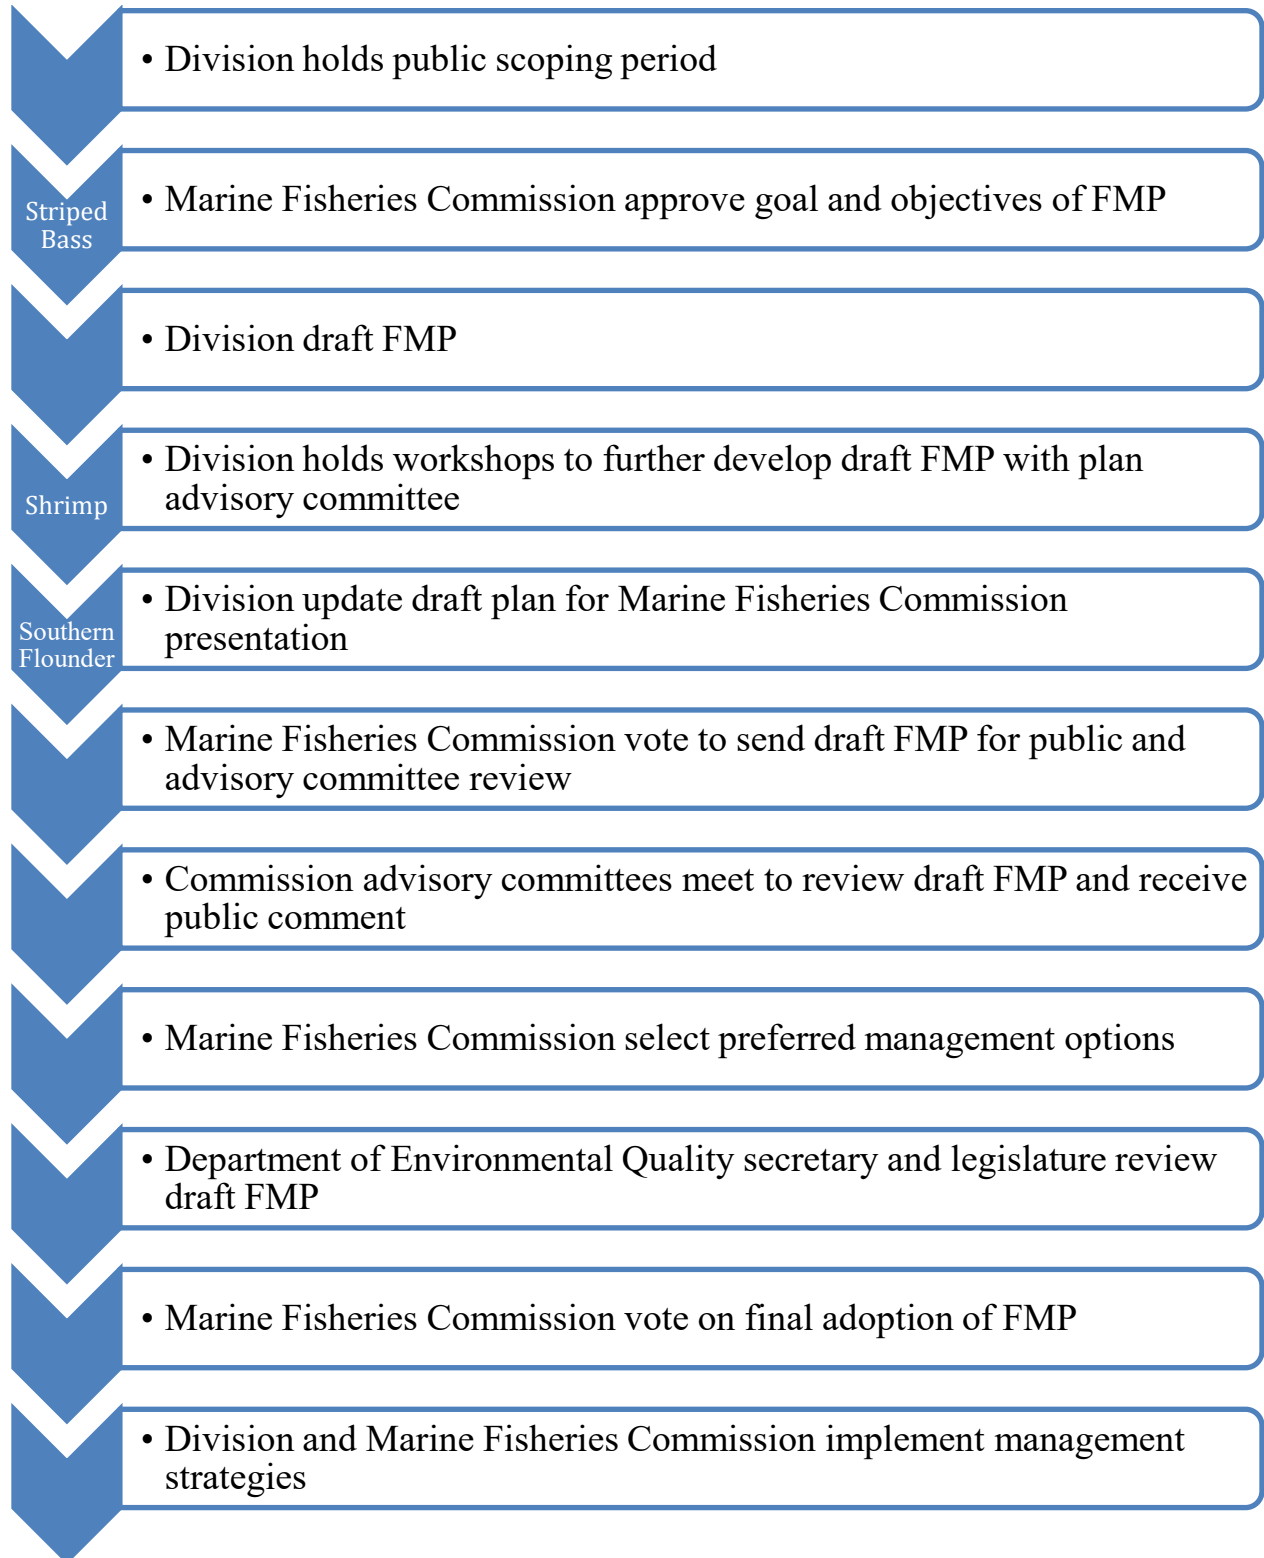 • Division holds public scoping period
Striped
Bass
• Marine Fisheries Commission approve goal and objectives of FMP
• Division draft FMP
Shrimp
• Division holds workshops to further develop draft FMP with plan
advisory committee
Southern
Flounder
• Division update draft plan for Marine Fisheries Commission
presentation
• Marine Fisheries Commission vote to send draft FMP for public and
advisory committee review
• Commission advisory committees meet to review draft FMP and receive
public comment
• Marine Fisheries Commission select preferred management options
• Department of Environmental Quality secretary and legislature review
draft FMP
• Marine Fisheries Commission vote on final adoption of FMP
• Division and Marine Fisheries Commission implement management
strategies